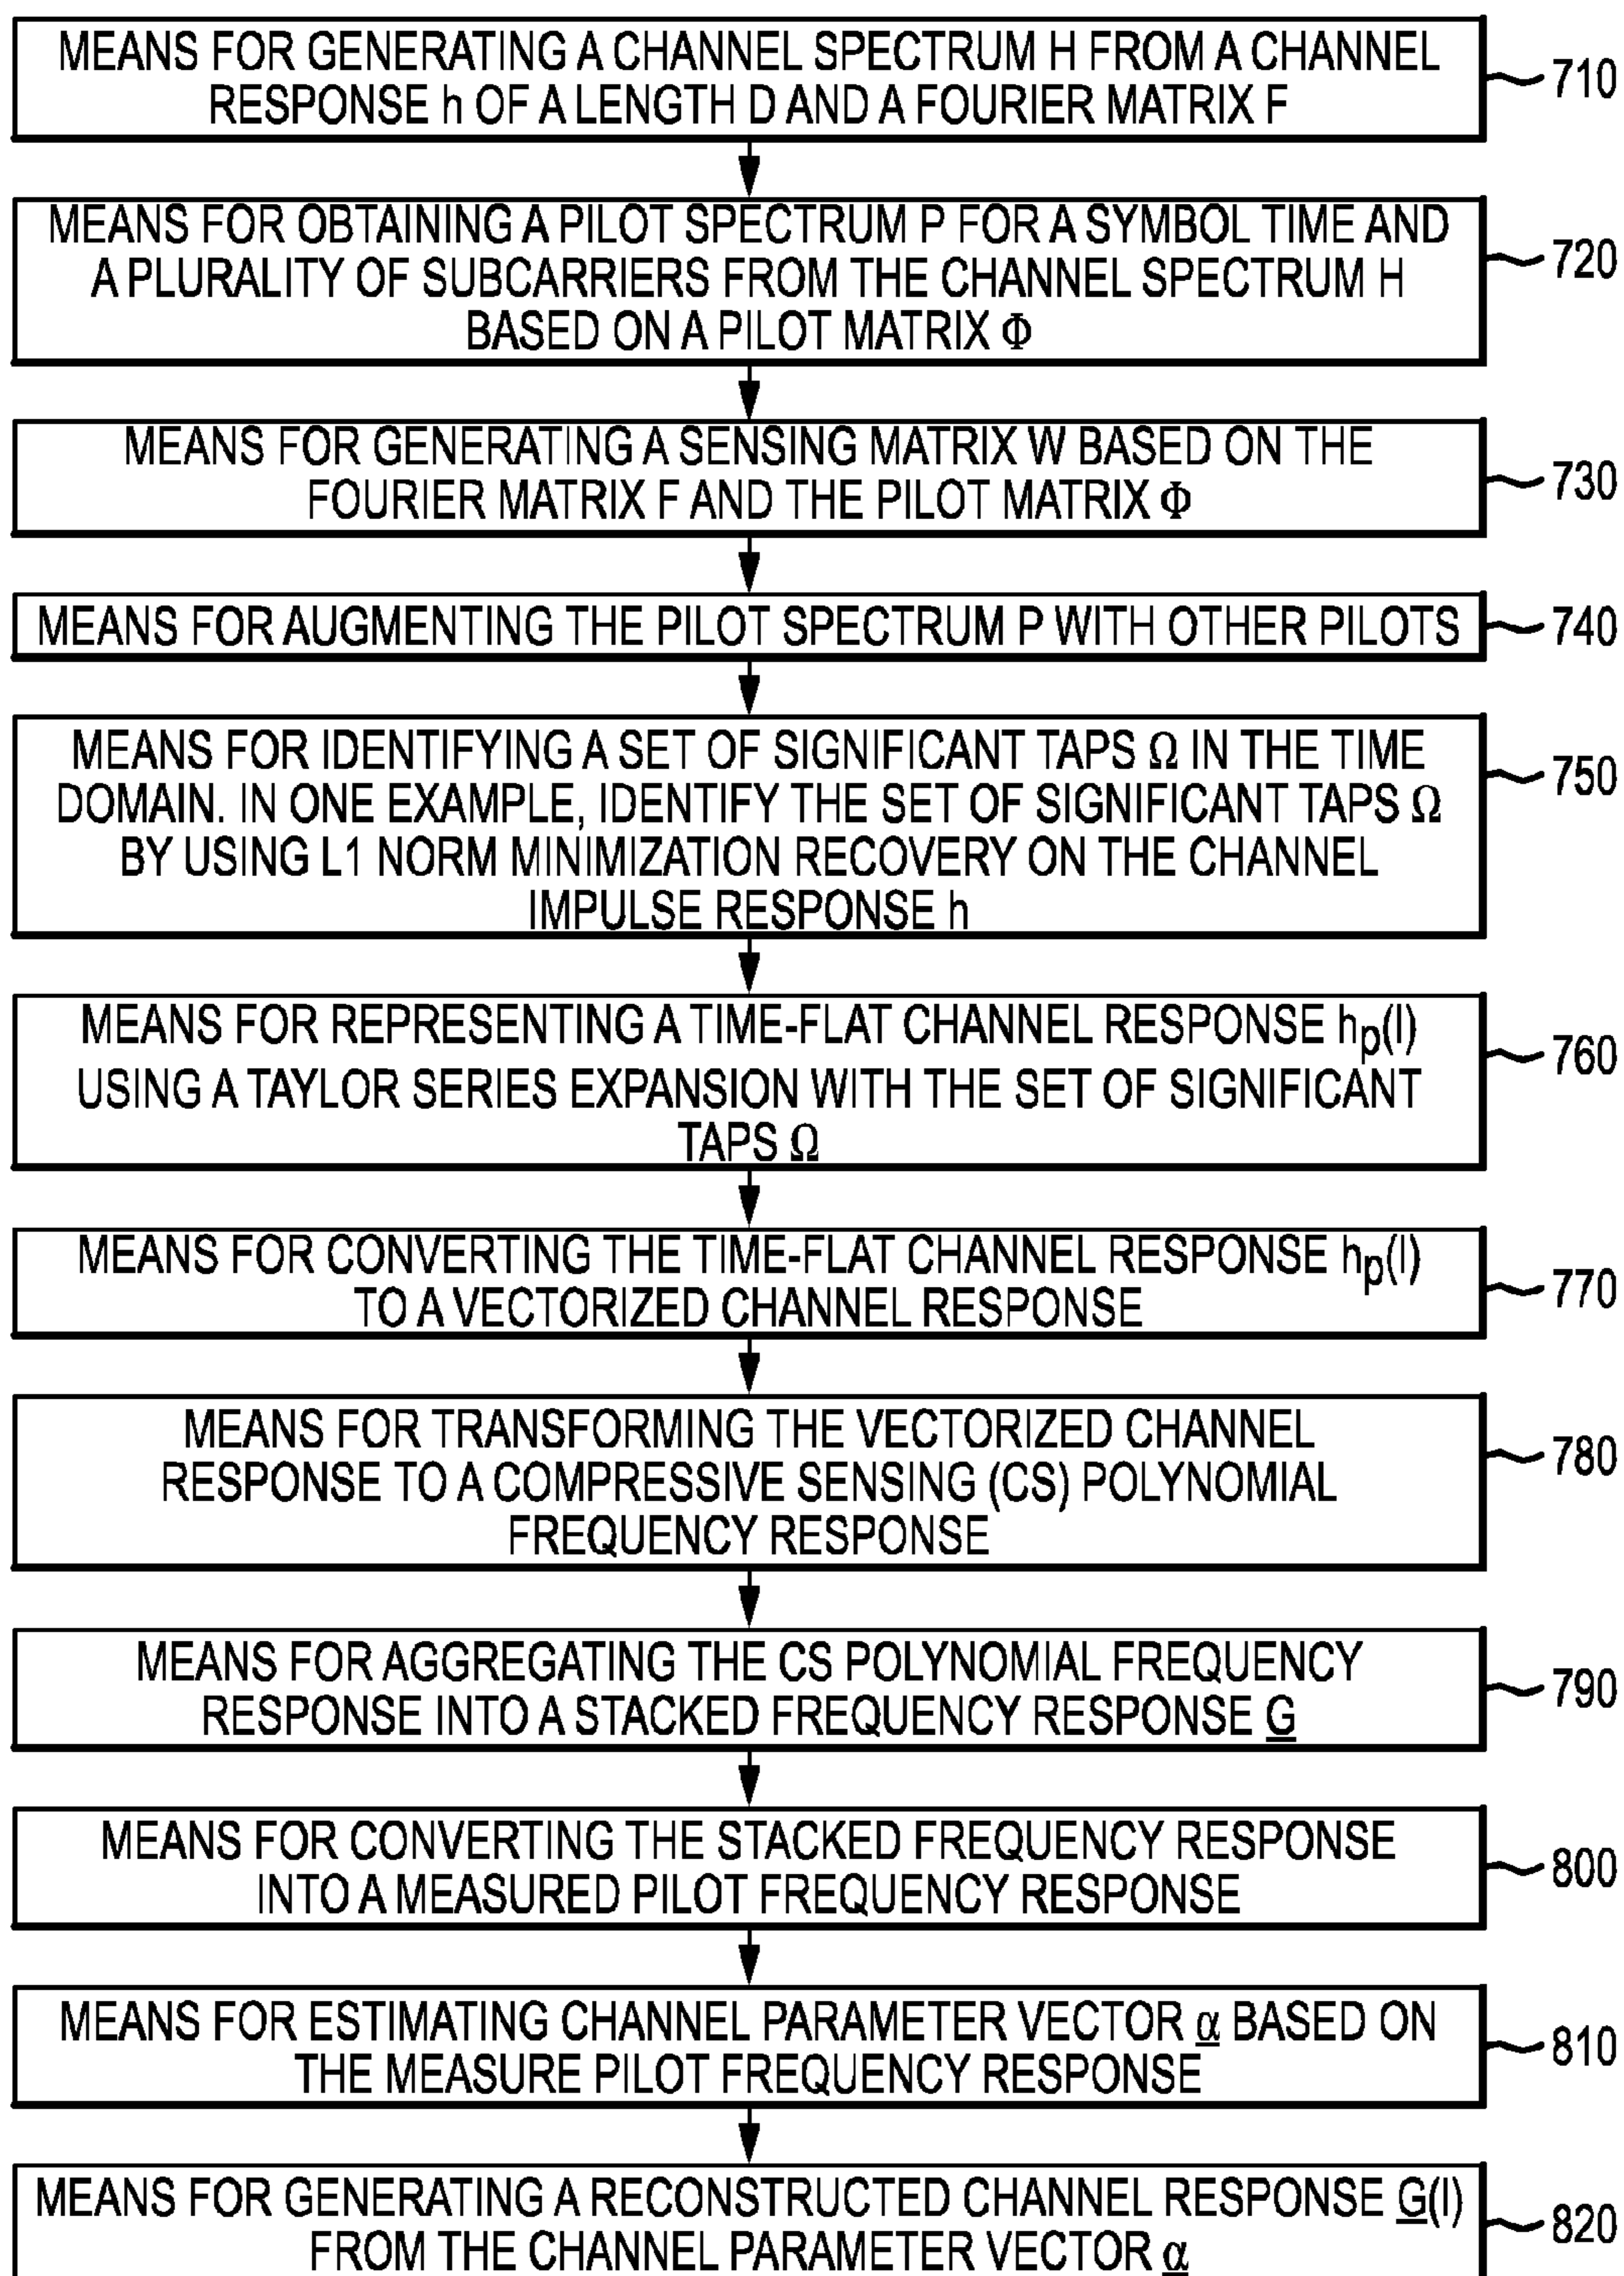 MEANS FOR GENERATING A CHANNEL SPECTRUM H FROM A CHANNEL
RESPONSE h OF A LENGTH D AND A FOURIER MATRIX F
710
MEANS FOR OBTAINING A PILOT SPECTRUM P FOR A SYMBOL TIME AND
A PLURALITY OF SUBCARRIERS FROM THE CHANNEL SPECTRUM H
BASED ON A PILOT MATRIX Φ
720
MEANS FOR GENERATING A SENSING MATRIX W BASED ON THE
FOURIER MATRIX F AND THE PILOT MATRIX Φ
730
MEANS FOR AUGMENTING THE PILOT SPECTRUM P WITH OTHER PILOTS
740
MEANS FOR IDENTIFYING A SET OF SIGNIFICANT TAPS Ω IN THE TIME
DOMAIN. IN ONE EXAMPLE, IDENTIFY THE SET OF SIGNIFICANT TAPS Ω
BY USING L1 NORM MINIMIZATION RECOVERY ON THE CHANNEL
IMPULSE RESPONSE h
750
MEANS FOR REPRESENTING A TIME-FLAT CHANNEL RESPONSE hp(l)
USING A TAYLOR SERIES EXPANSION WITH THE SET OF SIGNIFICANT
TAPS Ω
760
MEANS FOR CONVERTING THE TIME-FLAT CHANNEL RESPONSE hp(l)
TO A VECTORIZED CHANNEL RESPONSE
770
MEANS FOR TRANSFORMING THE VECTORIZED CHANNEL
RESPONSE TO A COMPRESSIVE SENSING (CS) POLYNOMIAL
FREQUENCY RESPONSE
780
MEANS FOR AGGREGATING THE CS POLYNOMIAL FREQUENCY
RESPONSE INTO A STACKED FREQUENCY RESPONSE G
790
MEANS FOR CONVERTING THE STACKED FREQUENCY RESPONSE
INTO A MEASURED PILOT FREQUENCY RESPONSE
800
MEANS FOR ESTIMATING CHANNEL PARAMETER VECTOR α BASED ON
THE MEASURE PILOT FREQUENCY RESPONSE
810
MEANS FOR GENERATING A RECONSTRUCTED CHANNEL RESPONSE G(l)
FROM THE CHANNEL PARAMETER VECTOR α
820